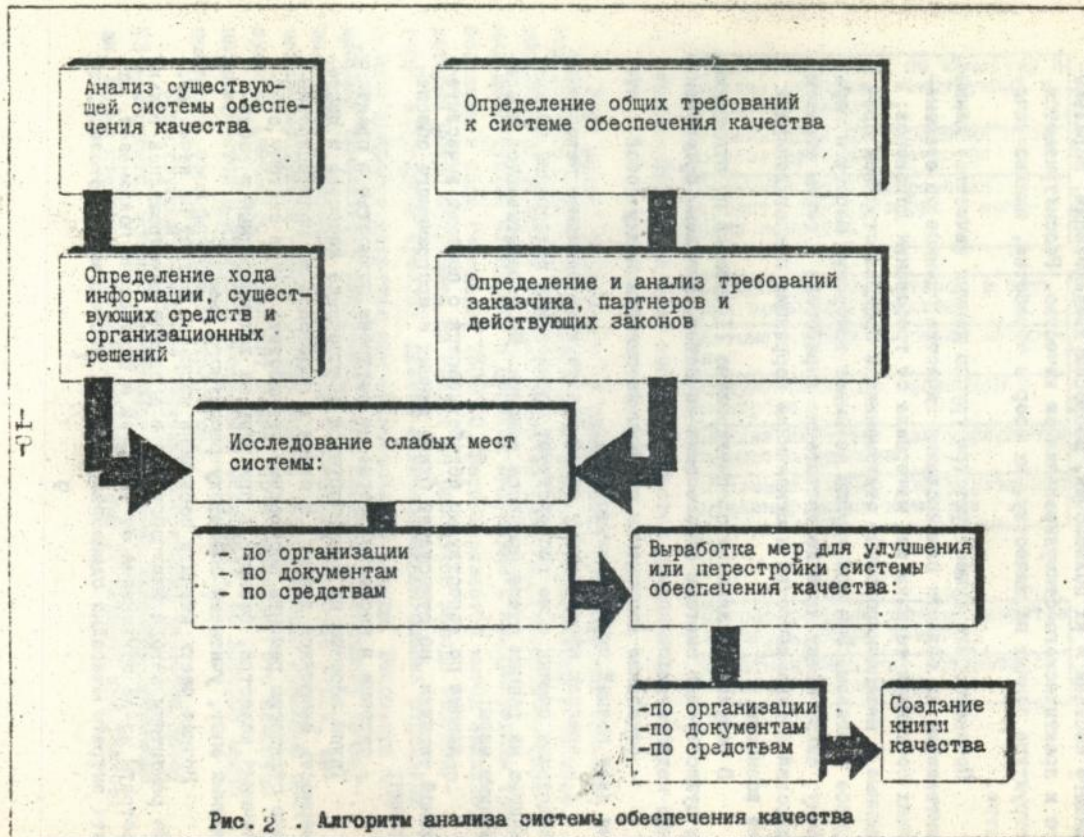 Анализ существую-
щей системы обеспе-
чения качества
Определение общих требований
к системе обеспечения качества
Определение хода
информации, сущест-
вующих средств и
организационных
решений
Определение и анализ требований
заказчика, партнеров и
действующих законов
Исследование слабых мест
системы:
- по организации
- по документам
- по средствам
Выработка мер для улучшения
или перестройки системы
обеспечения качества:
-по организации
-по документам
-по средствам
Создание
книги
качества
-10-
Рис. 2 . Алгоритм анализа системы обеспечения качества